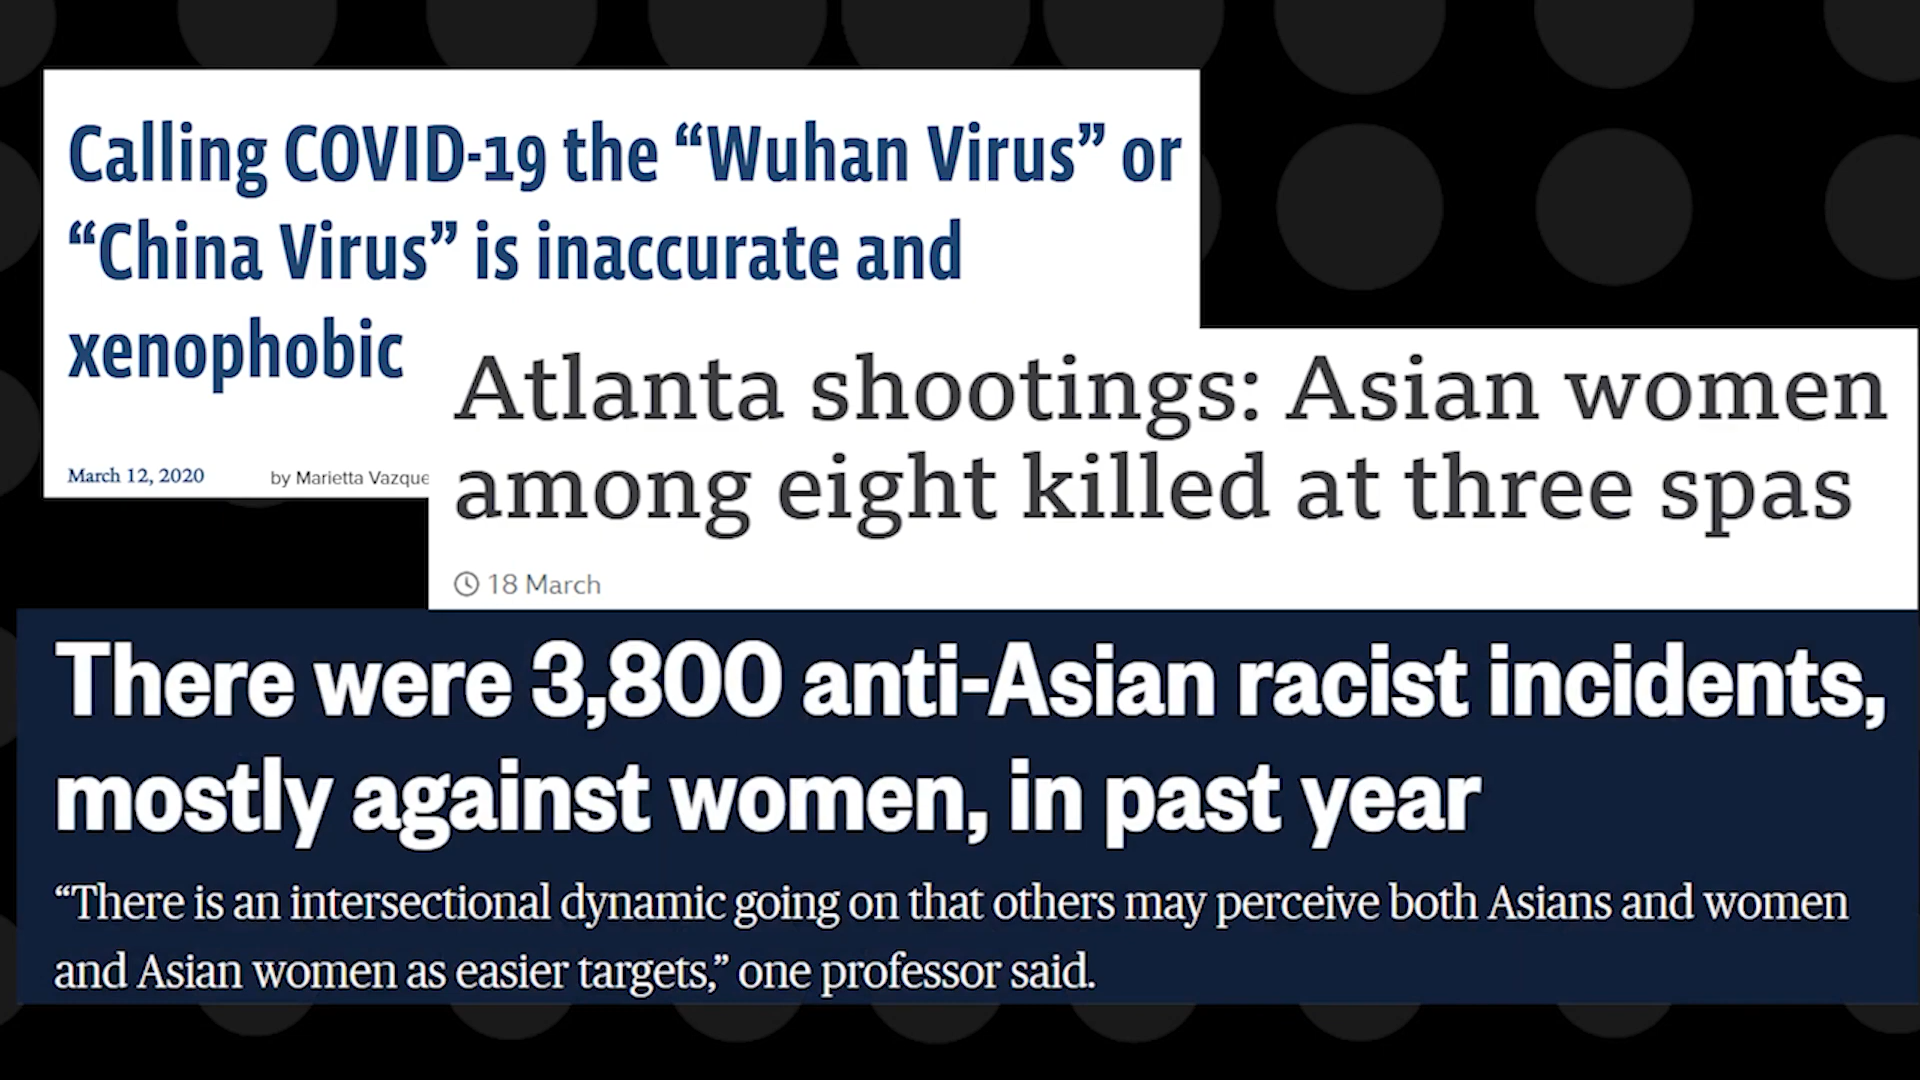 Calling COVID-19 the “Wuhan Virus” or
“China Virus” is inaccurate and
xenophobic
March 12, 2020 by Marietta Vazque
Atlanta shootings: Asian women
among eight killed at three spas
18 March
There were 3,800 anti-Asian racist incidents,
mostly against women, in past year
“There is an intersectional dynamic going on that others may perceive both Asians and women
and Asian women as easier targets,” one professor said.